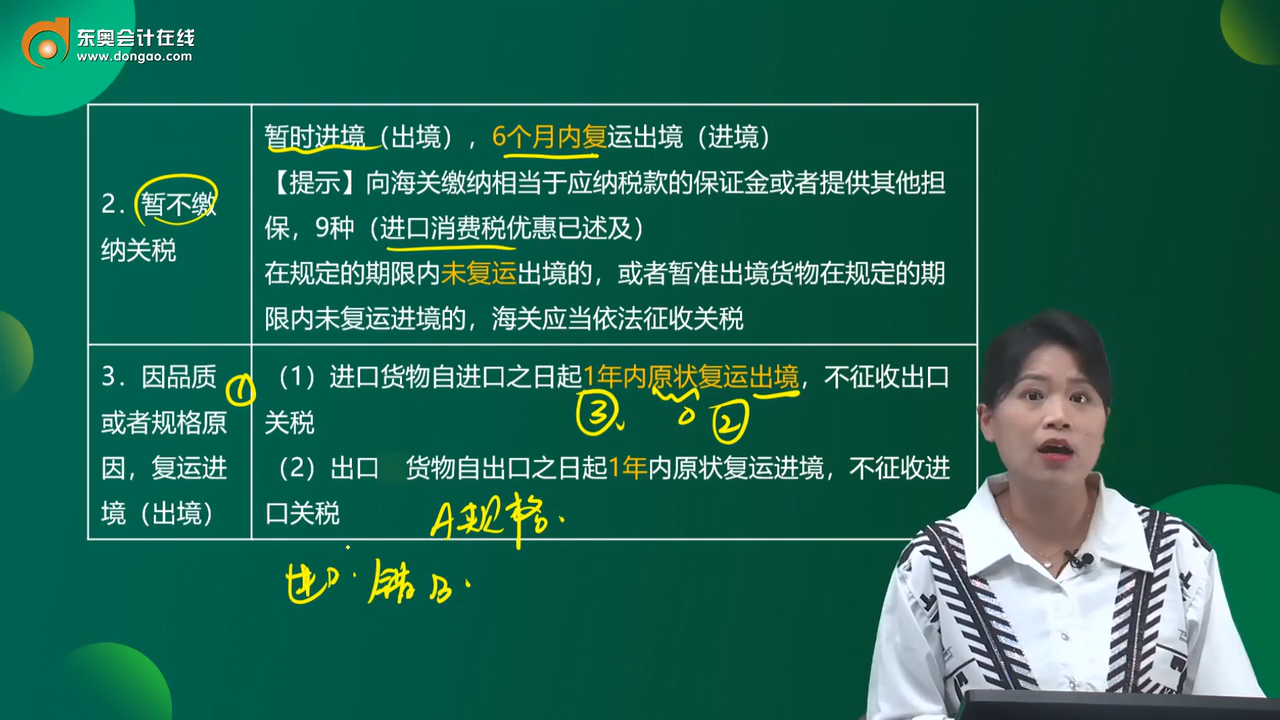 东奥会计在线
www.dongao.com
2．暂不缴
纳关税
暂时进境（出境），6个月内复运出境（进境）
【提示】向海关缴纳相当于应纳税款的保证金或者提供其他担
保，9种（进口消费税优惠已述及）
在规定的期限内未复运出境的，或者暂准出境货物在规定的期
限内未复运进境的，海关应当依法征收关税
3．因品质
或者规格原
因，复运进
境（出境）
①
（1）进口货物自进口之日起1年内原状复运出境，不征收出口
关税
③、
②
（2）出口 货物自出口之日起1年内原状复运进境，不征收进
口关税
A规格.
进口. 错B.